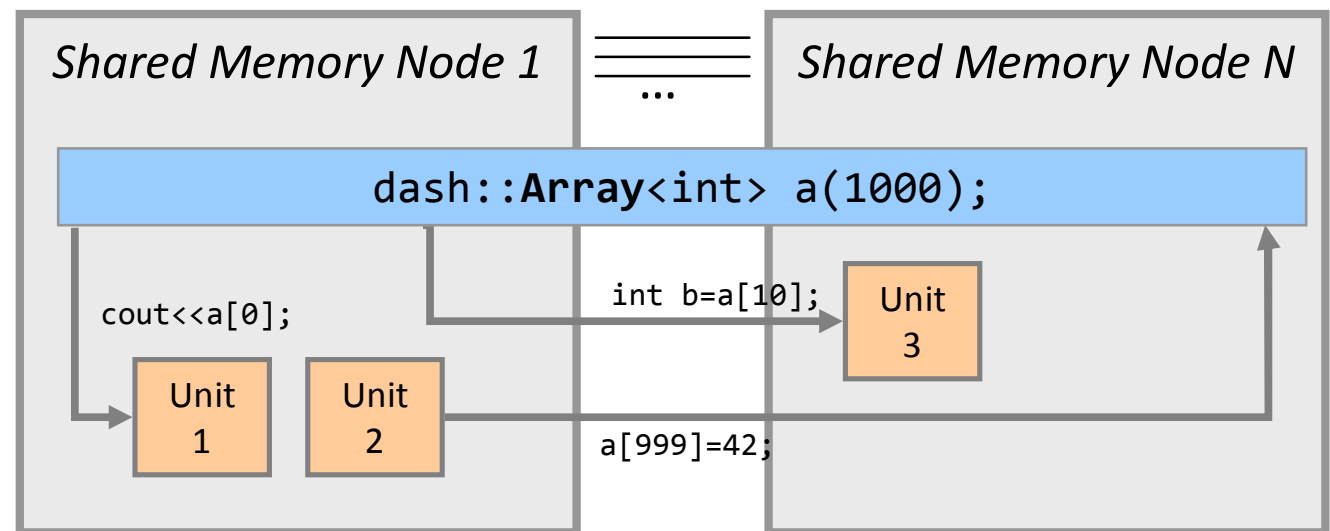 Shared Memory Node 1
...
Shared Memory Node N
dash::Array<int> a(1000);
int b=a[10];
cout<<a[0];
Unit
3
Unit
1
Unit
2
a[999]=42;